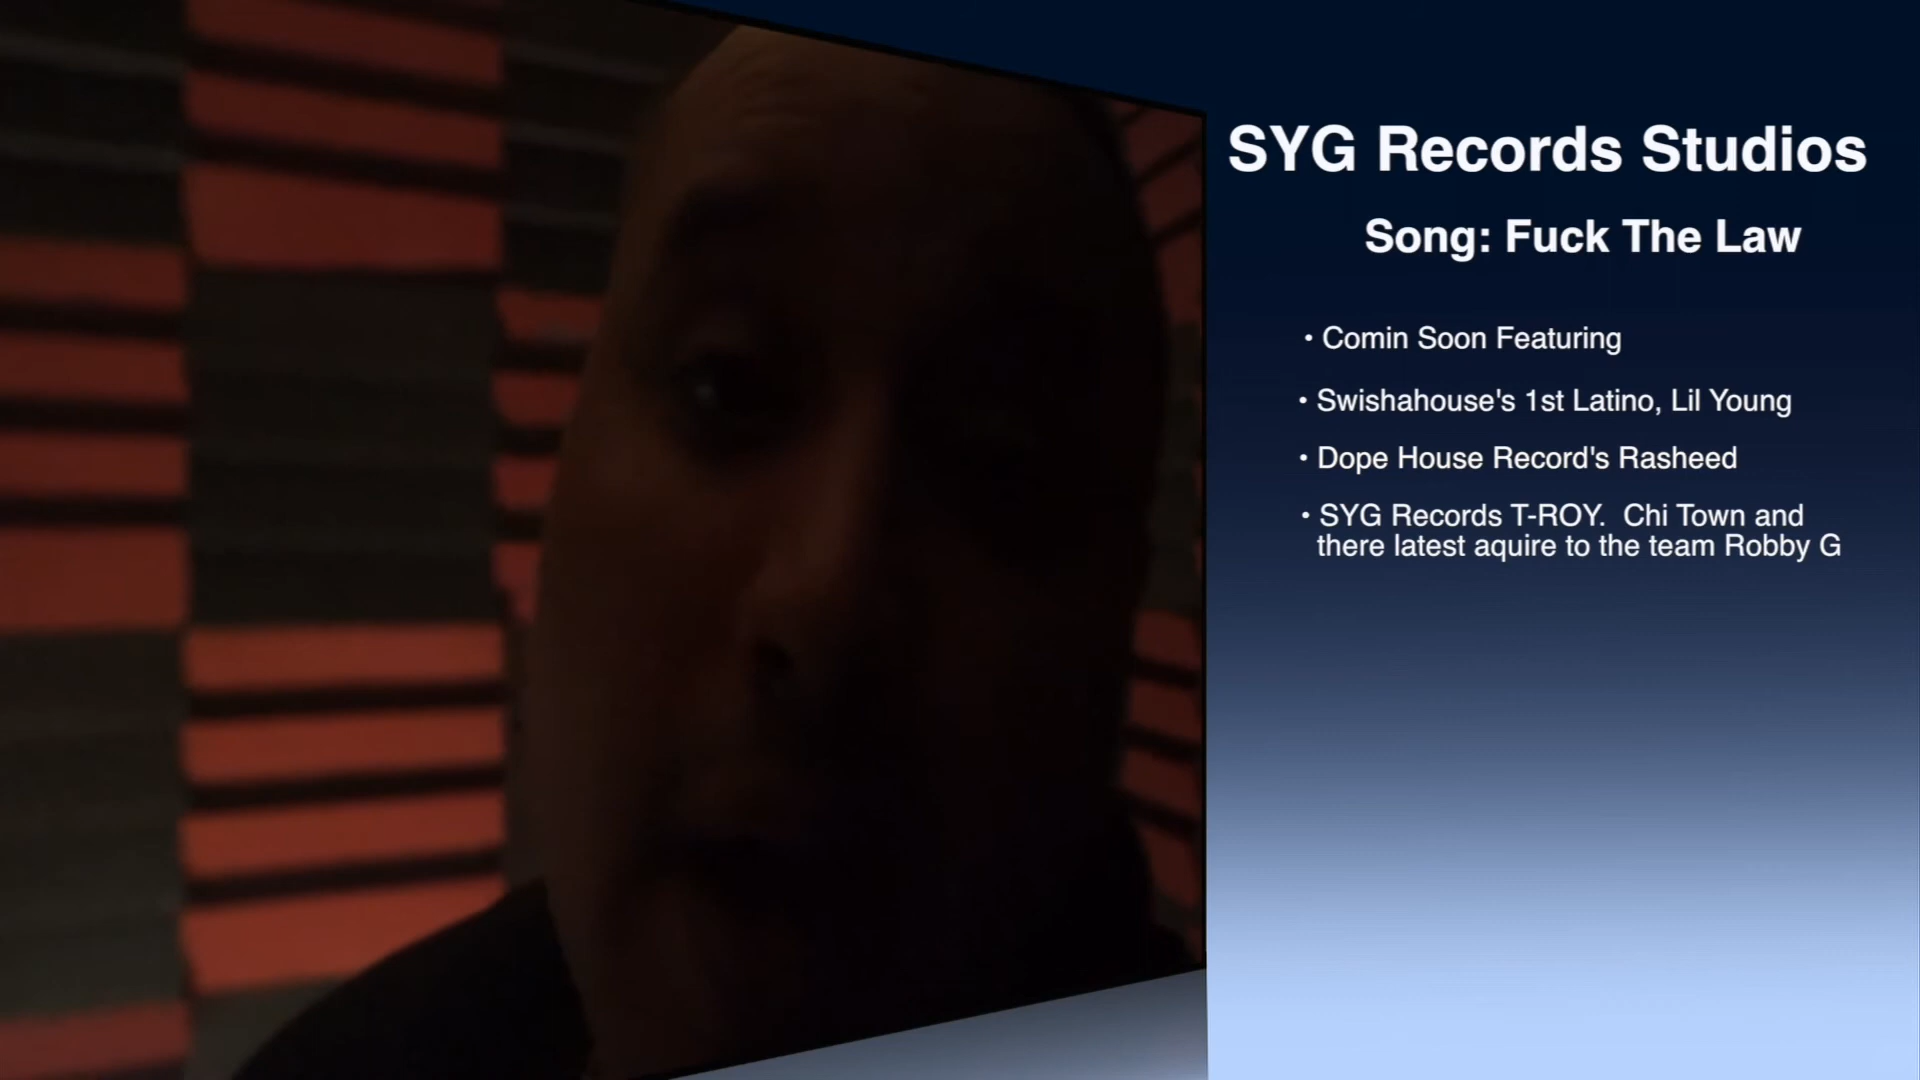 SYG Records Studios
Song: Fuck The Law
• Comin Soon Featuring
• Swishahouse's 1st Latino, Lil Young
• Dope House Record's Rasheed
• SYG Records T-ROY.  Chi Town and
there latest aquire to the team Robby G